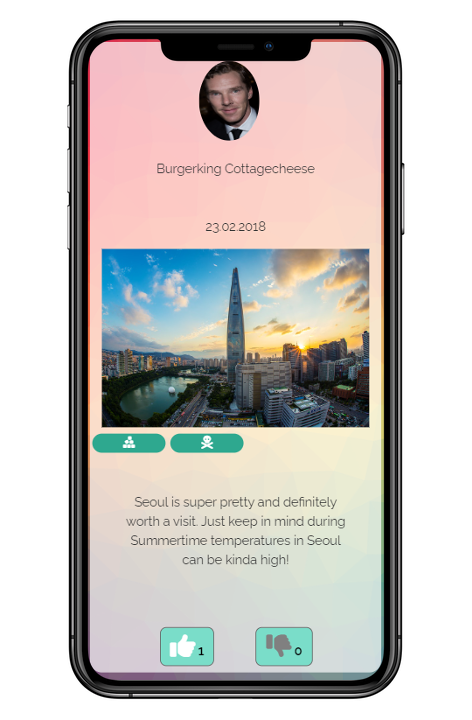 Burgerking Cottagecheese
23.02.2018
Seoul is super pretty and definitely
worth a visit. Just keep in mind during
Summertime temperatures in Seoul
can be kinda high!
1
0